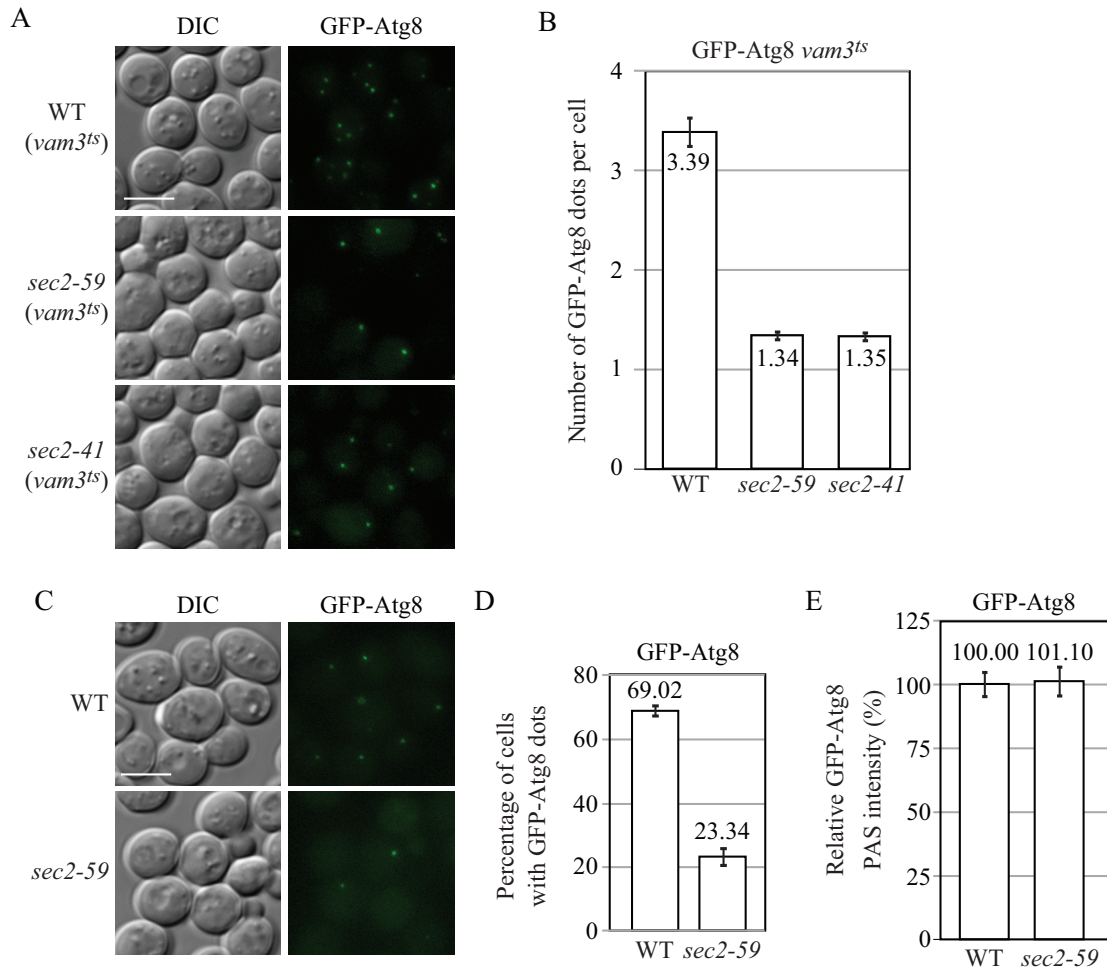 A
DIC
GFP-Atg8
WT
(vam3ts)
sec2-59
(vam3ts)
sec2-41
(vam3ts)
B
GFP-Atg8 vam3ts
Number of GFP-Atg8 dots per cell
4
3
2
1
0
3.39
1.34
1.35
WT
sec2-59
sec2-41
C
DIC
GFP-Atg8
WT
sec2-59
D
GFP-Atg8
Percentage of cells
with GFP-Atg8 dots
80
60
40
20
0
69.02
23.34
WT
sec2-59
E
GFP-Atg8
Relative GFP-Atg8
PAS intensity (%)
125
100
75
50
25
0
100.00
101.10
WT
sec2-59